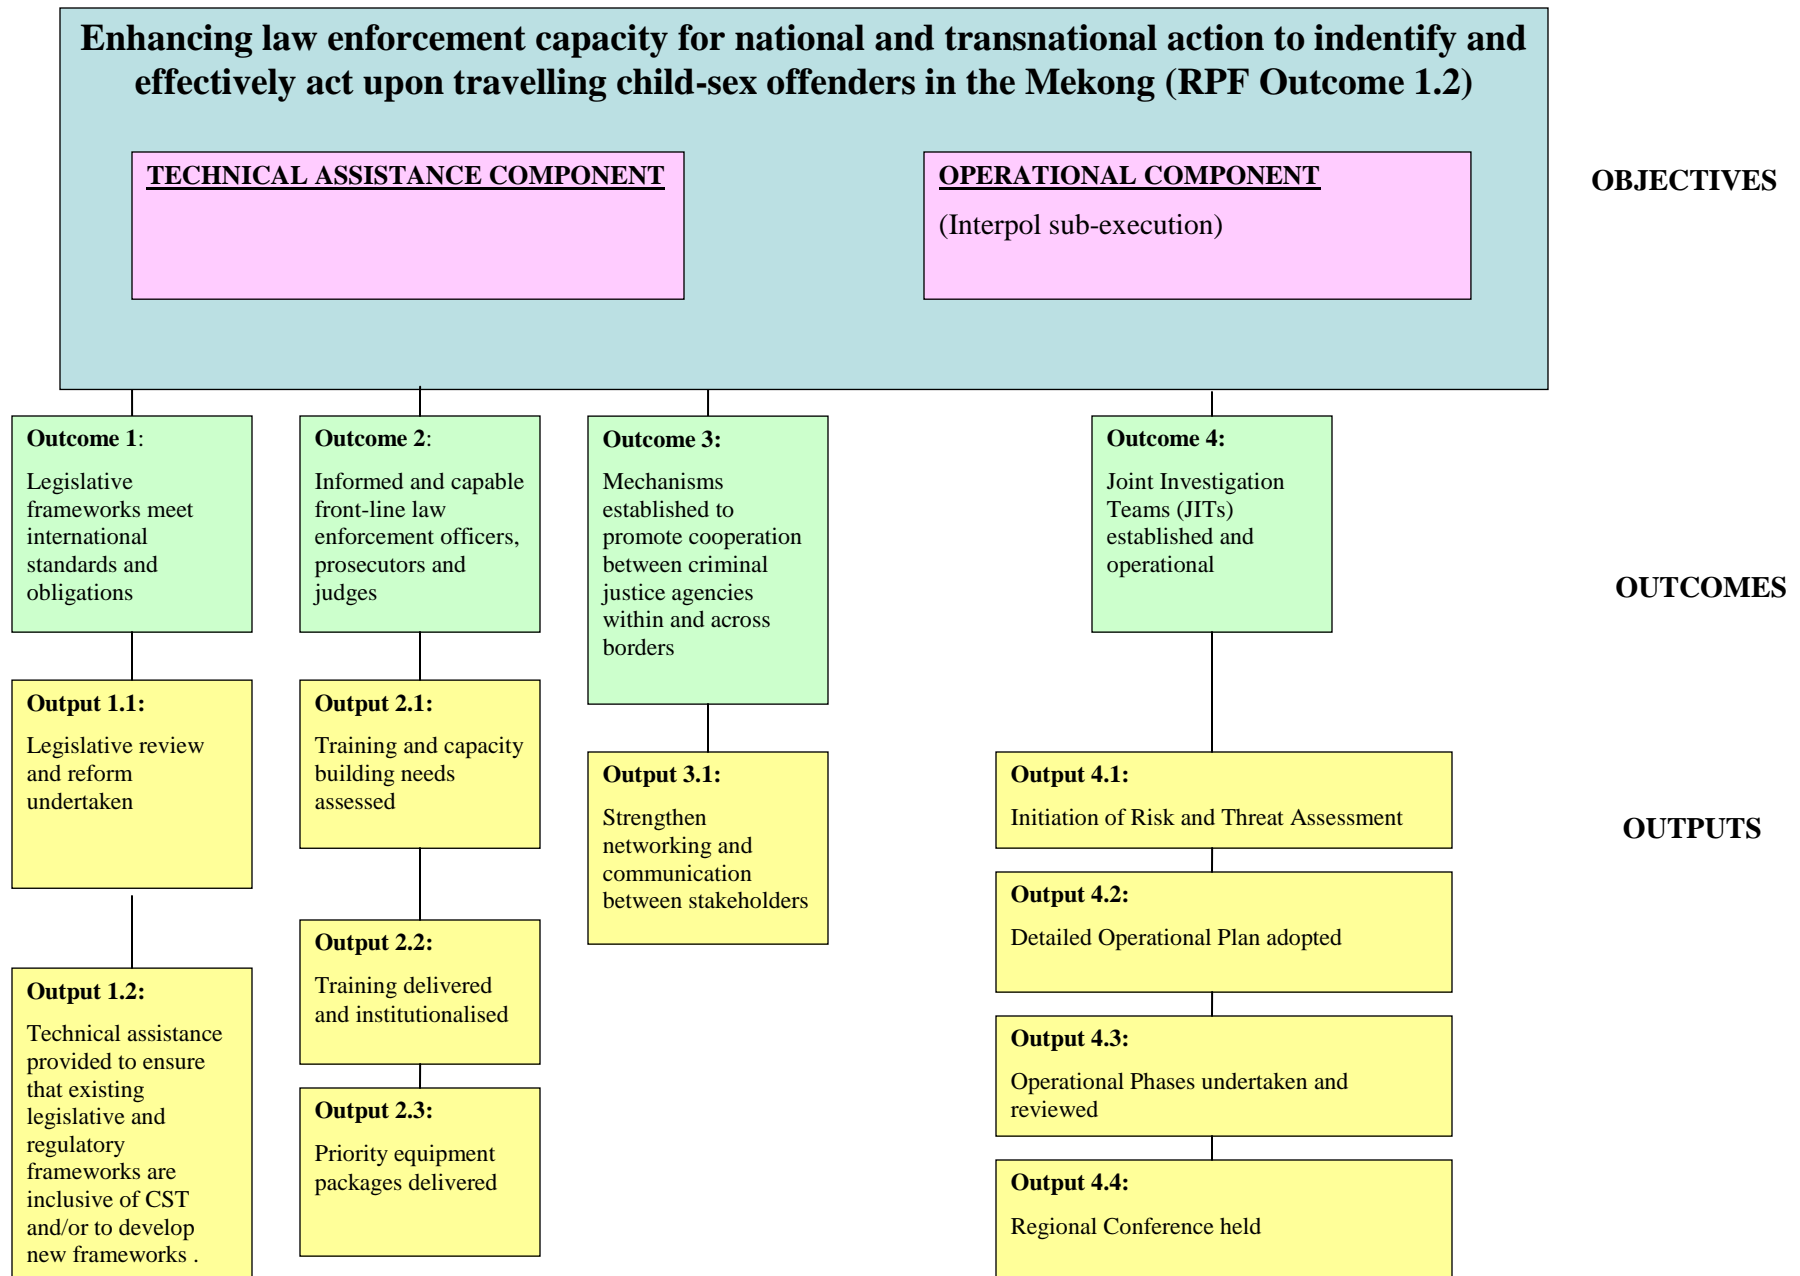 Enhancing law enforcement capacity for national and transnational action to indentify and
effectively act upon travelling child-sex offenders in the Mekong (RPF Outcome 1.2)
TECHNICAL ASSISTANCE COMPONENT
OPERATIONAL COMPONENT
(Interpol sub-execution)
OBJECTIVES
Outcome 1:
Legislative
frameworks meet
international
standards and
obligations
Outcome 2:
Informed and capable
front-line law
enforcement officers,
prosecutors and
judges
Outcome 3:
Mechanisms
established to
promote cooperation
between criminal
justice agencies
within and across
borders
Outcome 4:
Joint Investigation
Teams (JITs)
established and
operational
OUTCOMES
Output 1.1:
Legislative review
and reform
undertaken
Output 1.2:
Technical assistance
provided to ensure
that existing
legislative and
regulatory
frameworks are
inclusive of CST
and/or to develop
new frameworks .
Output 2.1:
Training and capacity
building needs
assessed
Output 2.2:
Training delivered
and institutionalised
Output 2.3:
Priority equipment
packages delivered
Output 3.1:
Strengthen
networking and
communication
between stakeholders
Output 4.1:
Initiation of Risk and Threat Assessment
Output 4.2:
Detailed Operational Plan adopted
Output 4.3:
Operational Phases undertaken and
reviewed
Output 4.4:
Regional Conference held
OUTPUTS